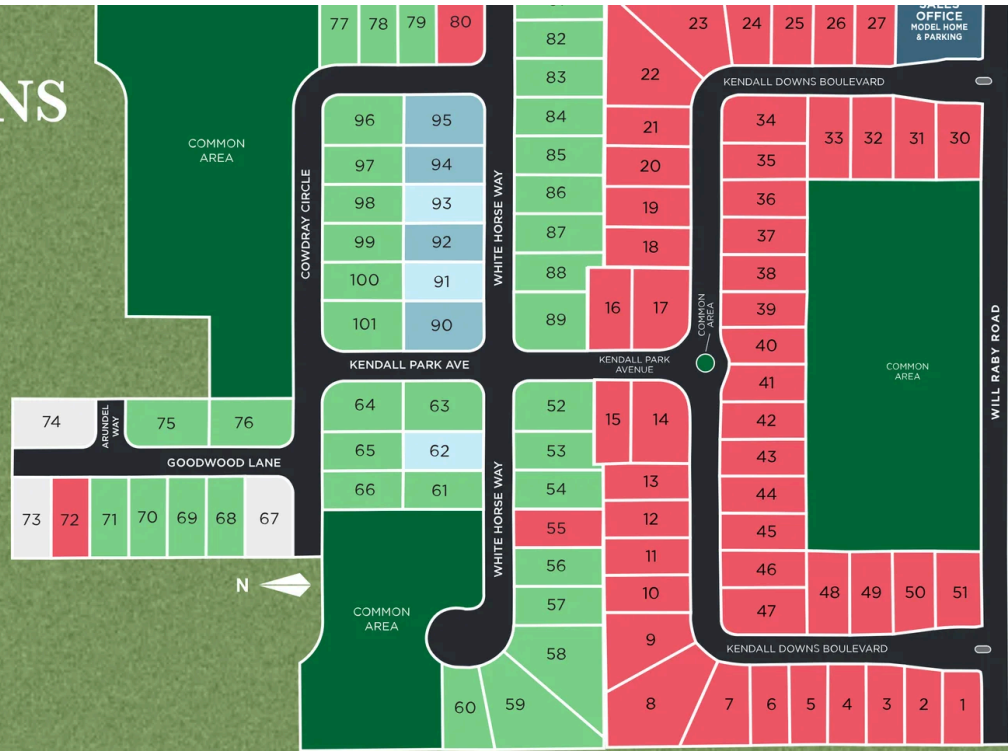 77 78 79 80
82
23 24 25 26 27
OFFICE
MODEL HOME
& PARKING
NS
83
22
KENDALL DOWNS BOULEVARD
96 95
84
21
34
33 32 31 30
COMMON
AREA
97 94
85
20
35
98 93
86
19
36
COWDRAY CIRCLE
WHITE HORSE WAY
99 92
87
18
37
100 91
88
16 17
38
101 90
89
39
COMMON
AREA
40
KENDALL PARK AVE
KENDALL PARK
AVENUE
COMMON
AREA
WILL RABY ROAD
41
64 63
52
15 14
42
74
ARUNDEL
WAY
75 76
65 62
53
43
GOODWOOD LANE
66 61
54
13
44
73 72 71 70 69 68 67
WHITE HORSE WAY
55
12
45
56
11
46
N
57
10
47
48 49 50 51
COMMON
AREA
58
9
KENDALL DOWNS BOULEVARD
60 59
8 7 6 5 4 3 2 1